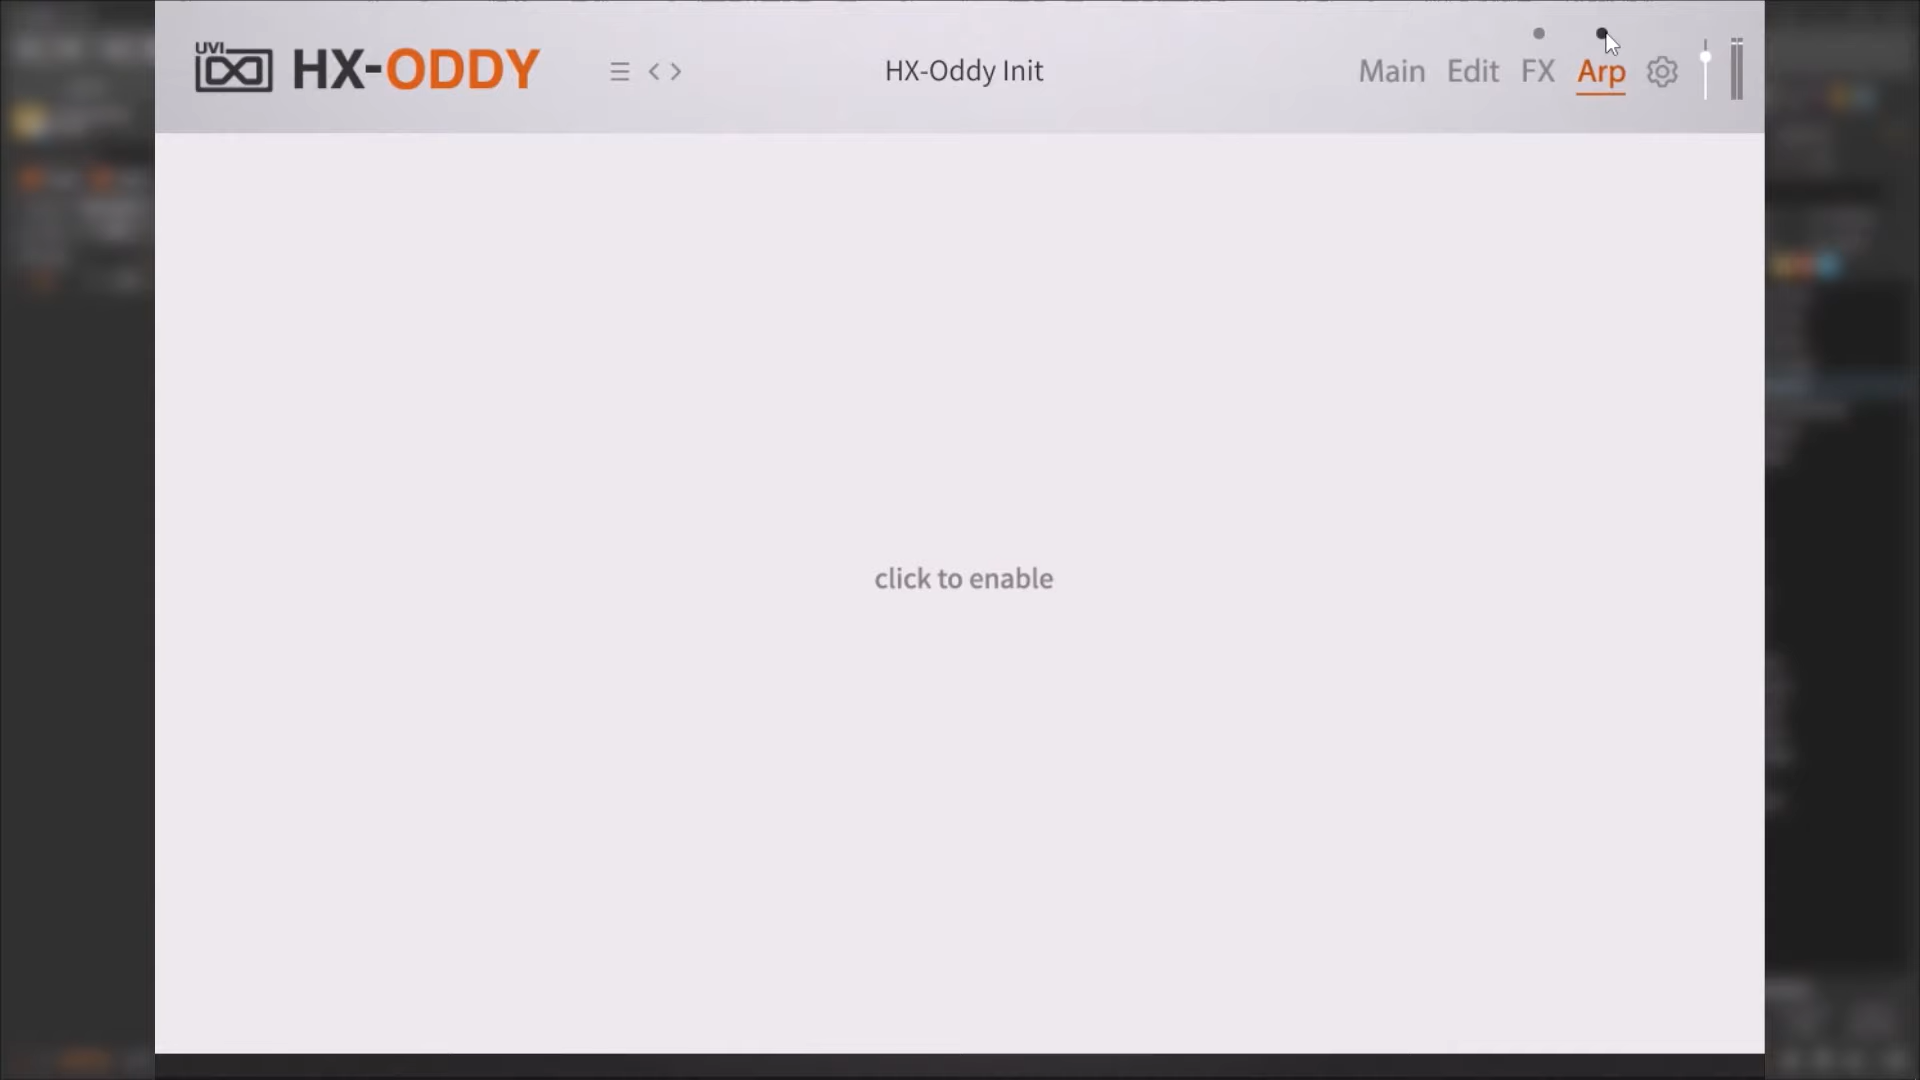 UVI
HX-ODDY
HX-Oddy Init
Main
Edit
FX
Arp
click to enable